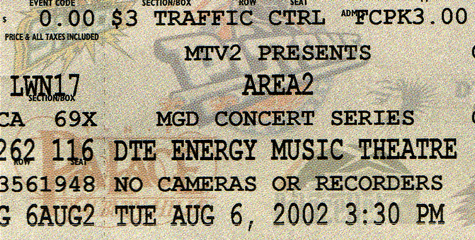 EVENT CODE SECTION/BOX ROW SEAT
$ 0.00 $3 TRAFFIC CTRL FCPK3.00
PRICE & ALL TAXES INCLUDED
MTV2 PRESENTS
LWN17 AREA2
SECTION/BOX
CA 69X MGD CONCERT SERIES
262 116 DTE ENERGY MUSIC THEATRE
ROW SEAT
3561948 NO CAMERAS OR RECORDERS
G 6AUG2 TUE AUG 6, 2002 3:30 PM